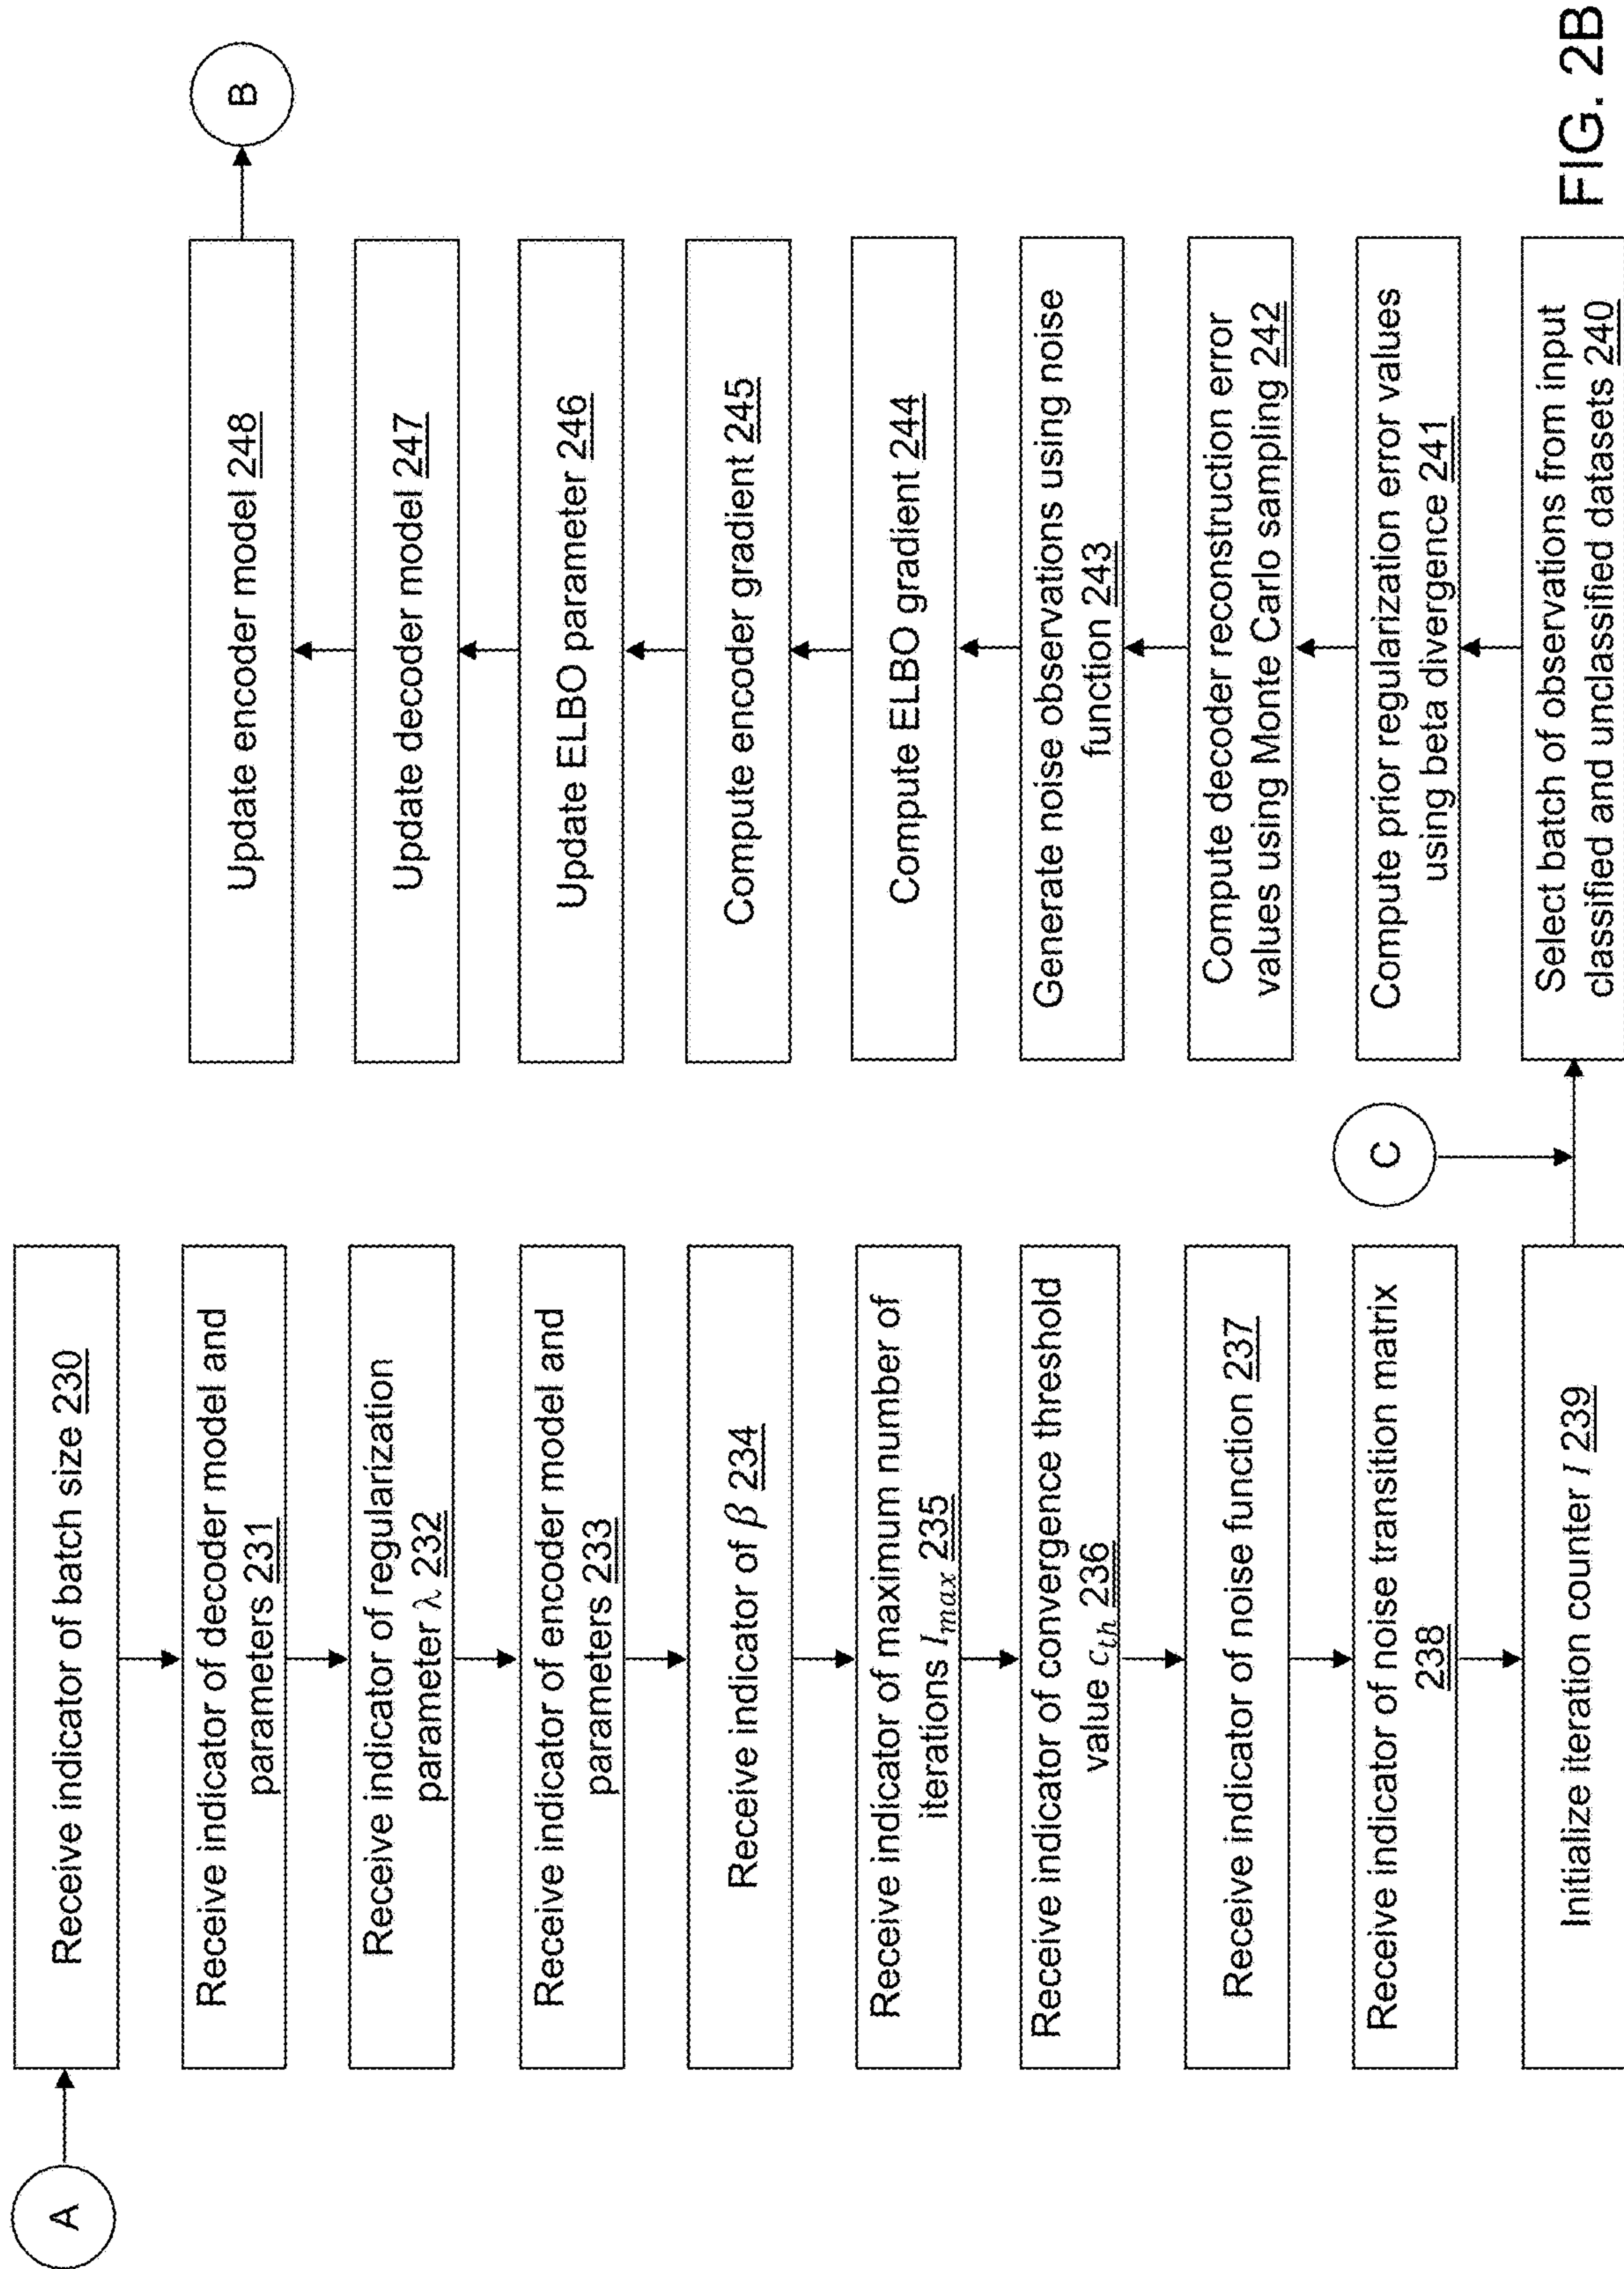 A
Receive indicator of batch size 230
Receive indicator of decoder model and
parameters 231
Receive indicator of regularization
parameter λ 232
Receive indicator of encoder model and
parameters 233
Receive indicator of β 234
Receive indicator of maximum number of
iterations I_max 235
Receive indicator of convergence threshold
value c_th 236
Receive indicator of noise function 237
Receive indicator of noise transition matrix
238
Initialize iteration counter I 239
C
Select batch of observations from input
classified and unclassified datasets 240
Compute prior regularization error values
using beta divergence 241
Compute decoder reconstruction error
values using Monte Carlo sampling 242
Generate noise observations using noise
function 243
Compute ELBO gradient 244
Compute encoder gradient 245
Update ELBO parameter 246
Update decoder model 247
Update encoder model 248
B
FIG. 2B